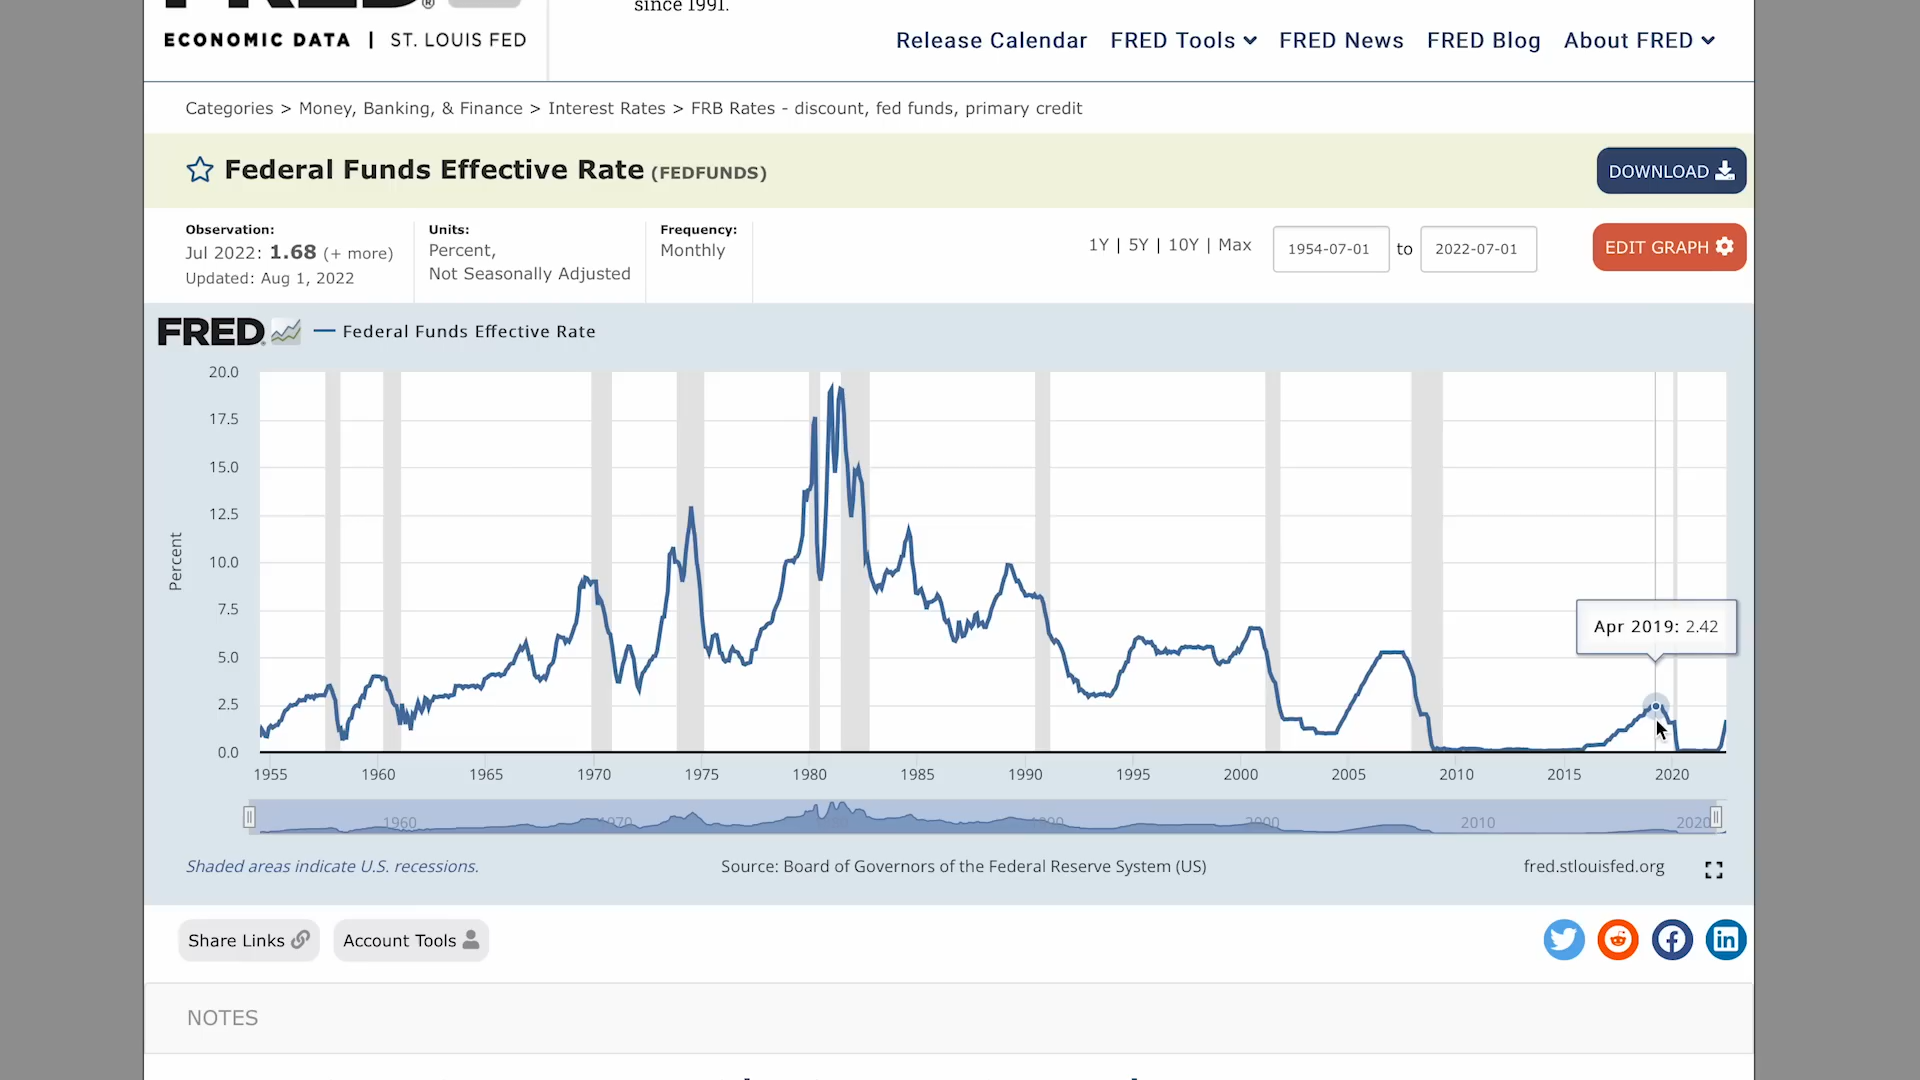 FRED®
since 1991.
ECONOMIC DATA | ST. LOUIS FED
Release Calendar FRED Tools FRED News FRED Blog About FRED
Categories > Money, Banking, & Finance > Interest Rates > FRB Rates - discount, fed funds, primary credit
Federal Funds Effective Rate (FEDFUNDS)
DOWNLOAD
Observation:
Jul 2022: 1.68 (+ more)
Updated: Aug 1, 2022
Units:
Percent,
Not Seasonally Adjusted
Frequency:
Monthly
1Y | 5Y | 10Y | Max
1954-07-01 to 2022-07-01
EDIT GRAPH
FRED
Federal Funds Effective Rate
20.0
17.5
15.0
12.5
10.0
7.5
5.0
2.5
0.0
Percent
Apr 2019: 2.42
1955 1960 1965 1970 1975 1980 1985 1990 1995 2000 2005 2010 2015 2020
1960 1970 1990 2000 2010 2020
Shaded areas indicate U.S. recessions.
Source: Board of Governors of the Federal Reserve System (US)
fred.stlouisfed.org
Share Links
Account Tools
in
NOTES